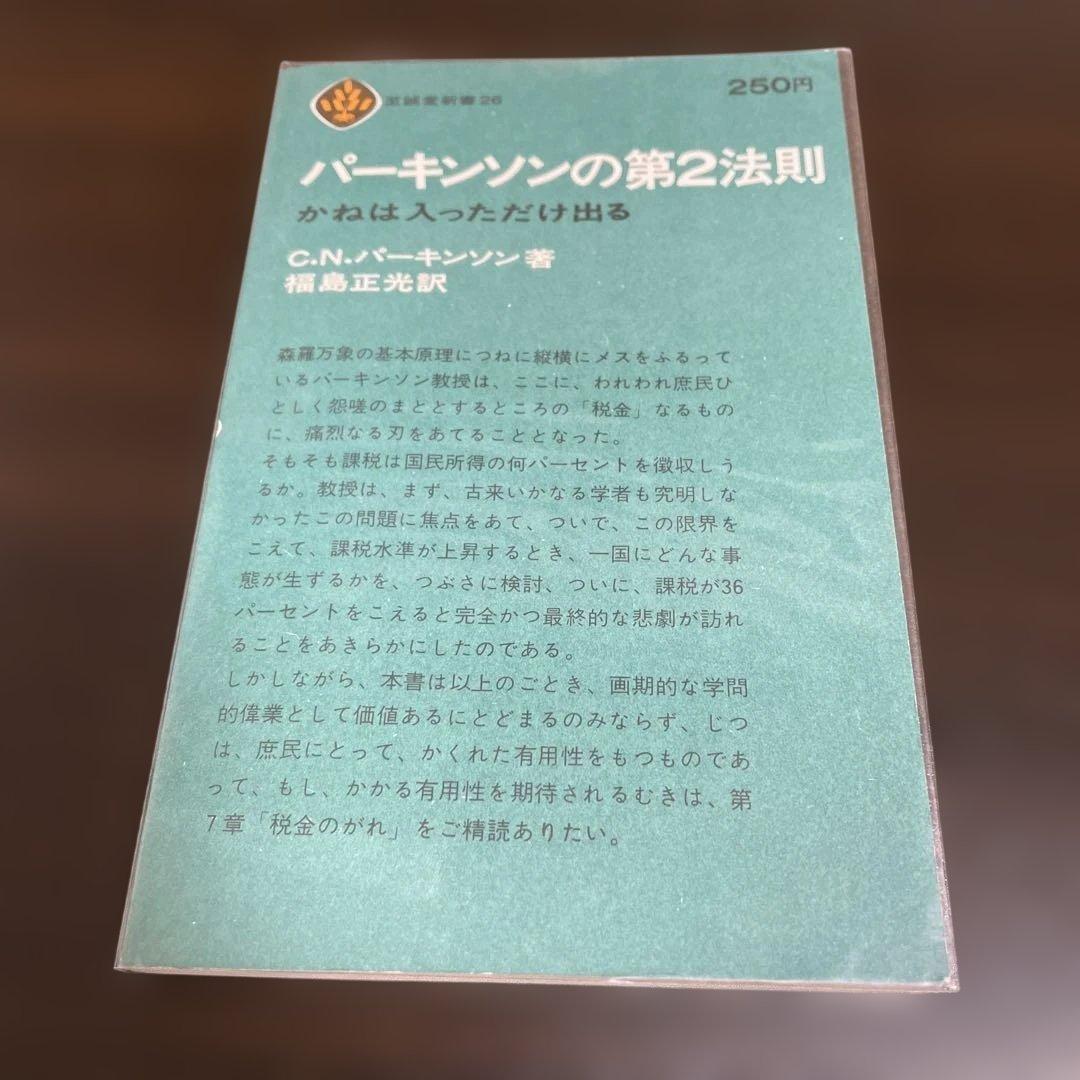 至誠堂新書26
250円
パーキンソンの第2法則
かねは入っただけ出る
C.N.パーキンソン著
福島正光訳
森羅万象の基本原理につねに縦横にメスをふるって
いるパーキンソン教授は、ここに、われわれ庶民ひ
としく怨嗟のまととするところの「税金」なるもの
に、痛烈なる刃をあてることとなった。
そもそも課税は国民所得の何パーセントを徴収しう
るか。教授は、まず、古来いかなる学者も究明しな
かったこの問題に焦点をあて、ついで、この限界を
こえて、課税水準が上昇するとき、一国にどんな事
態が生ずるかを、つぶさに検討、ついに、課税が36
パーセントをこえると完全かつ最終的な悲劇が訪れ
ることをあきらかにしたのである。
しかしながら、本書は以上のごとき、画期的な学問
的偉業として価値あるにとどまるのみならず、じつ
は、庶民にとって、かくれた有用性をもつものであ
って、もし、かかる有用性を期待されるむきは、第
7章「税金のがれ」をご精読ありたい。